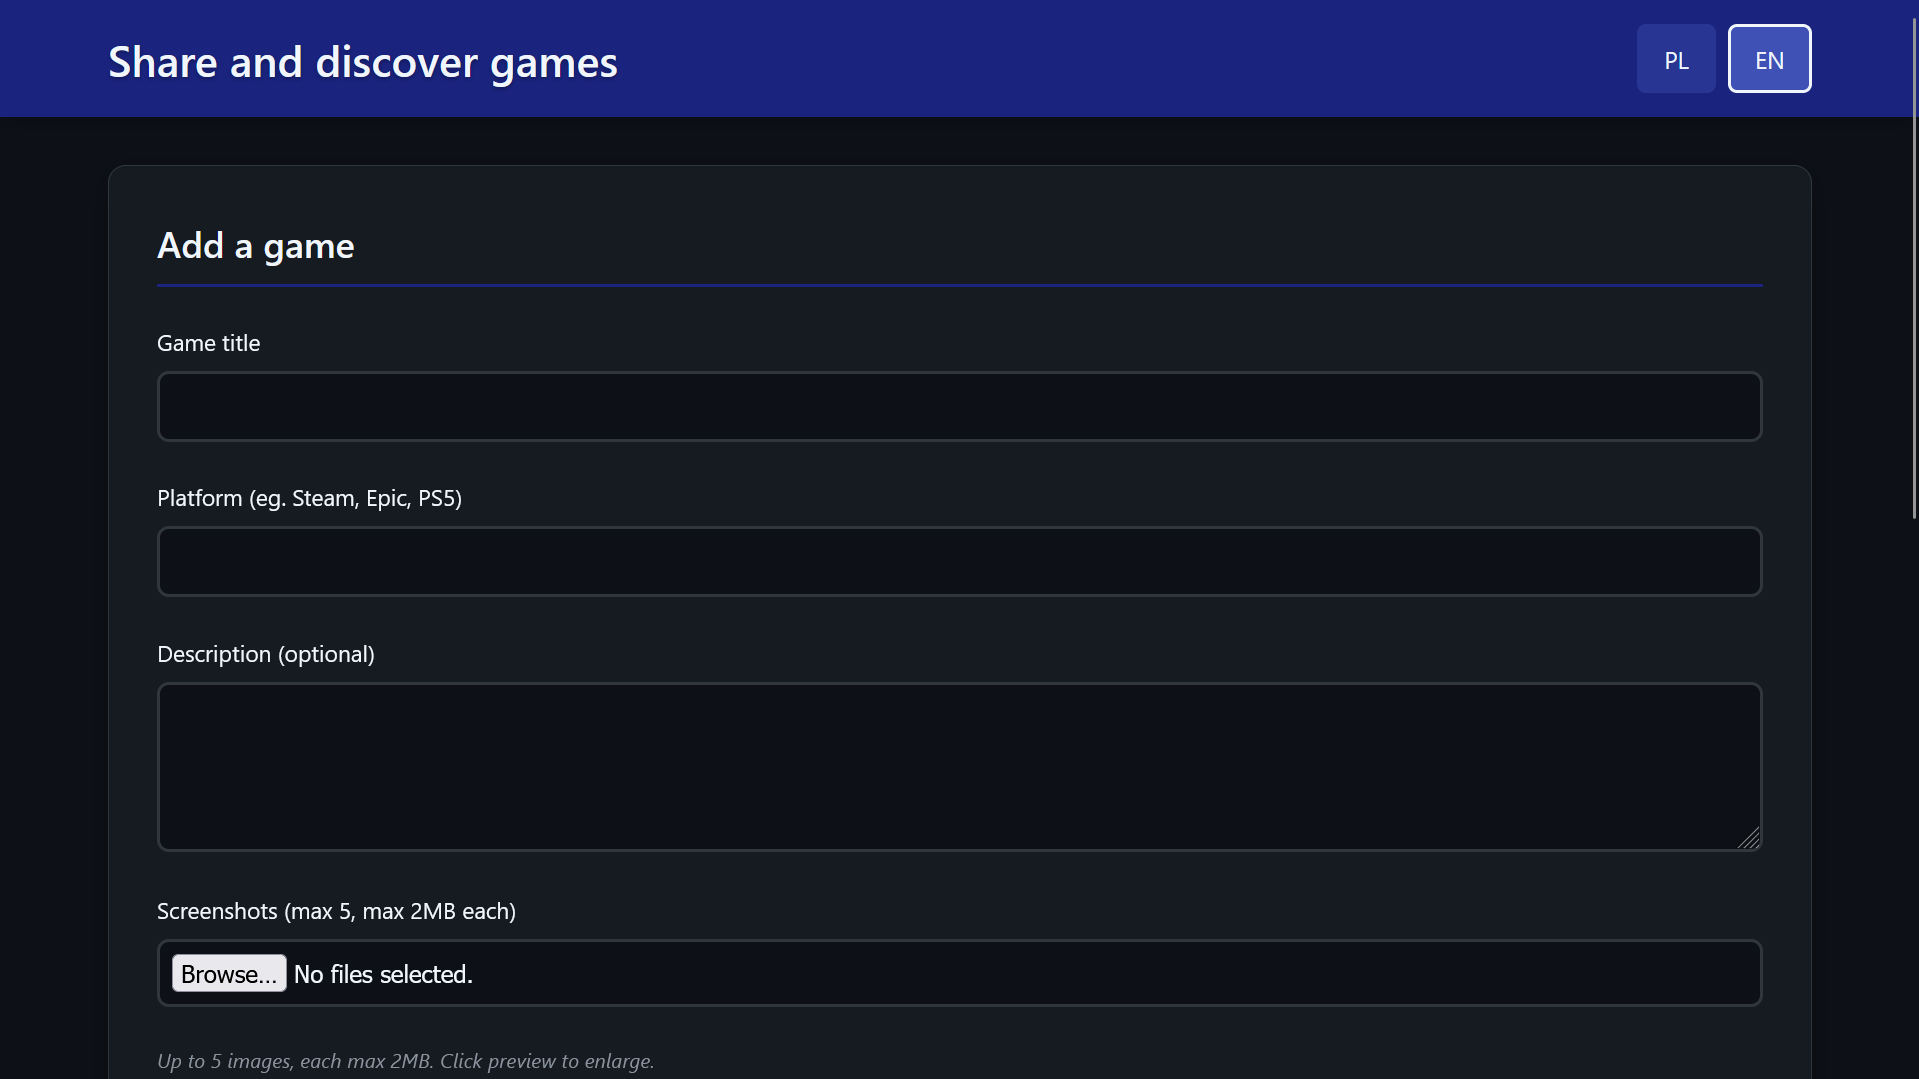 Share and discover games
PL
EN
Add a game
Game title
Platform (eg. Steam, Epic, PS5)
Description (optional)
Screenshots (max 5, max 2MB each)
Browse... No files selected.
Up to 5 images, each max 2MB. Click preview to enlarge.